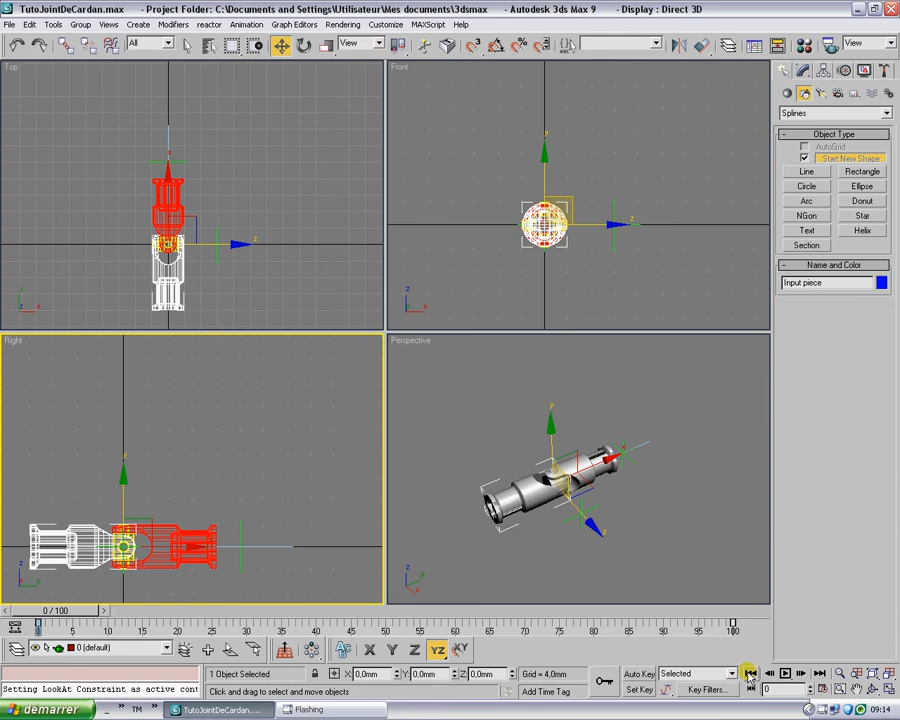 TutoJointDeCardan.max - Project Folder: C:\Documents and Settings\Utilisateur\Mes documents\3dsmax - Autodesk 3ds Max 9 - Display : Direct 3D
File Edit Tools Group Views Create Modifiers reactor Animation Graph Editors Rendering Customize MAXScript Help
All View View
Top
Front
Splines
Object Type
AutoGrid
Start New Shape
Line Rectangle
Circle Ellipse
Arc Donut
NGon Star
Text Helix
Section
Name and Color
Input piece
Right
Perspective
0 / 100
0 5 10 15 20 25 30 35 40 45 50 55 60 65 70 75 80 85 90 95 100
0 (default)
X Y Z YZ XY
1 Object Selected X: 0,0mm Y: 0,0mm Z: 0,0mm Grid = 4,0mm Auto Key Selected
Setting LookAt Constraint as active cont Click and drag to select and move objects Add Time Tag Set Key Key Filters... 0
démarrer TM TutoJointDeCardan.... Flashing 09:14